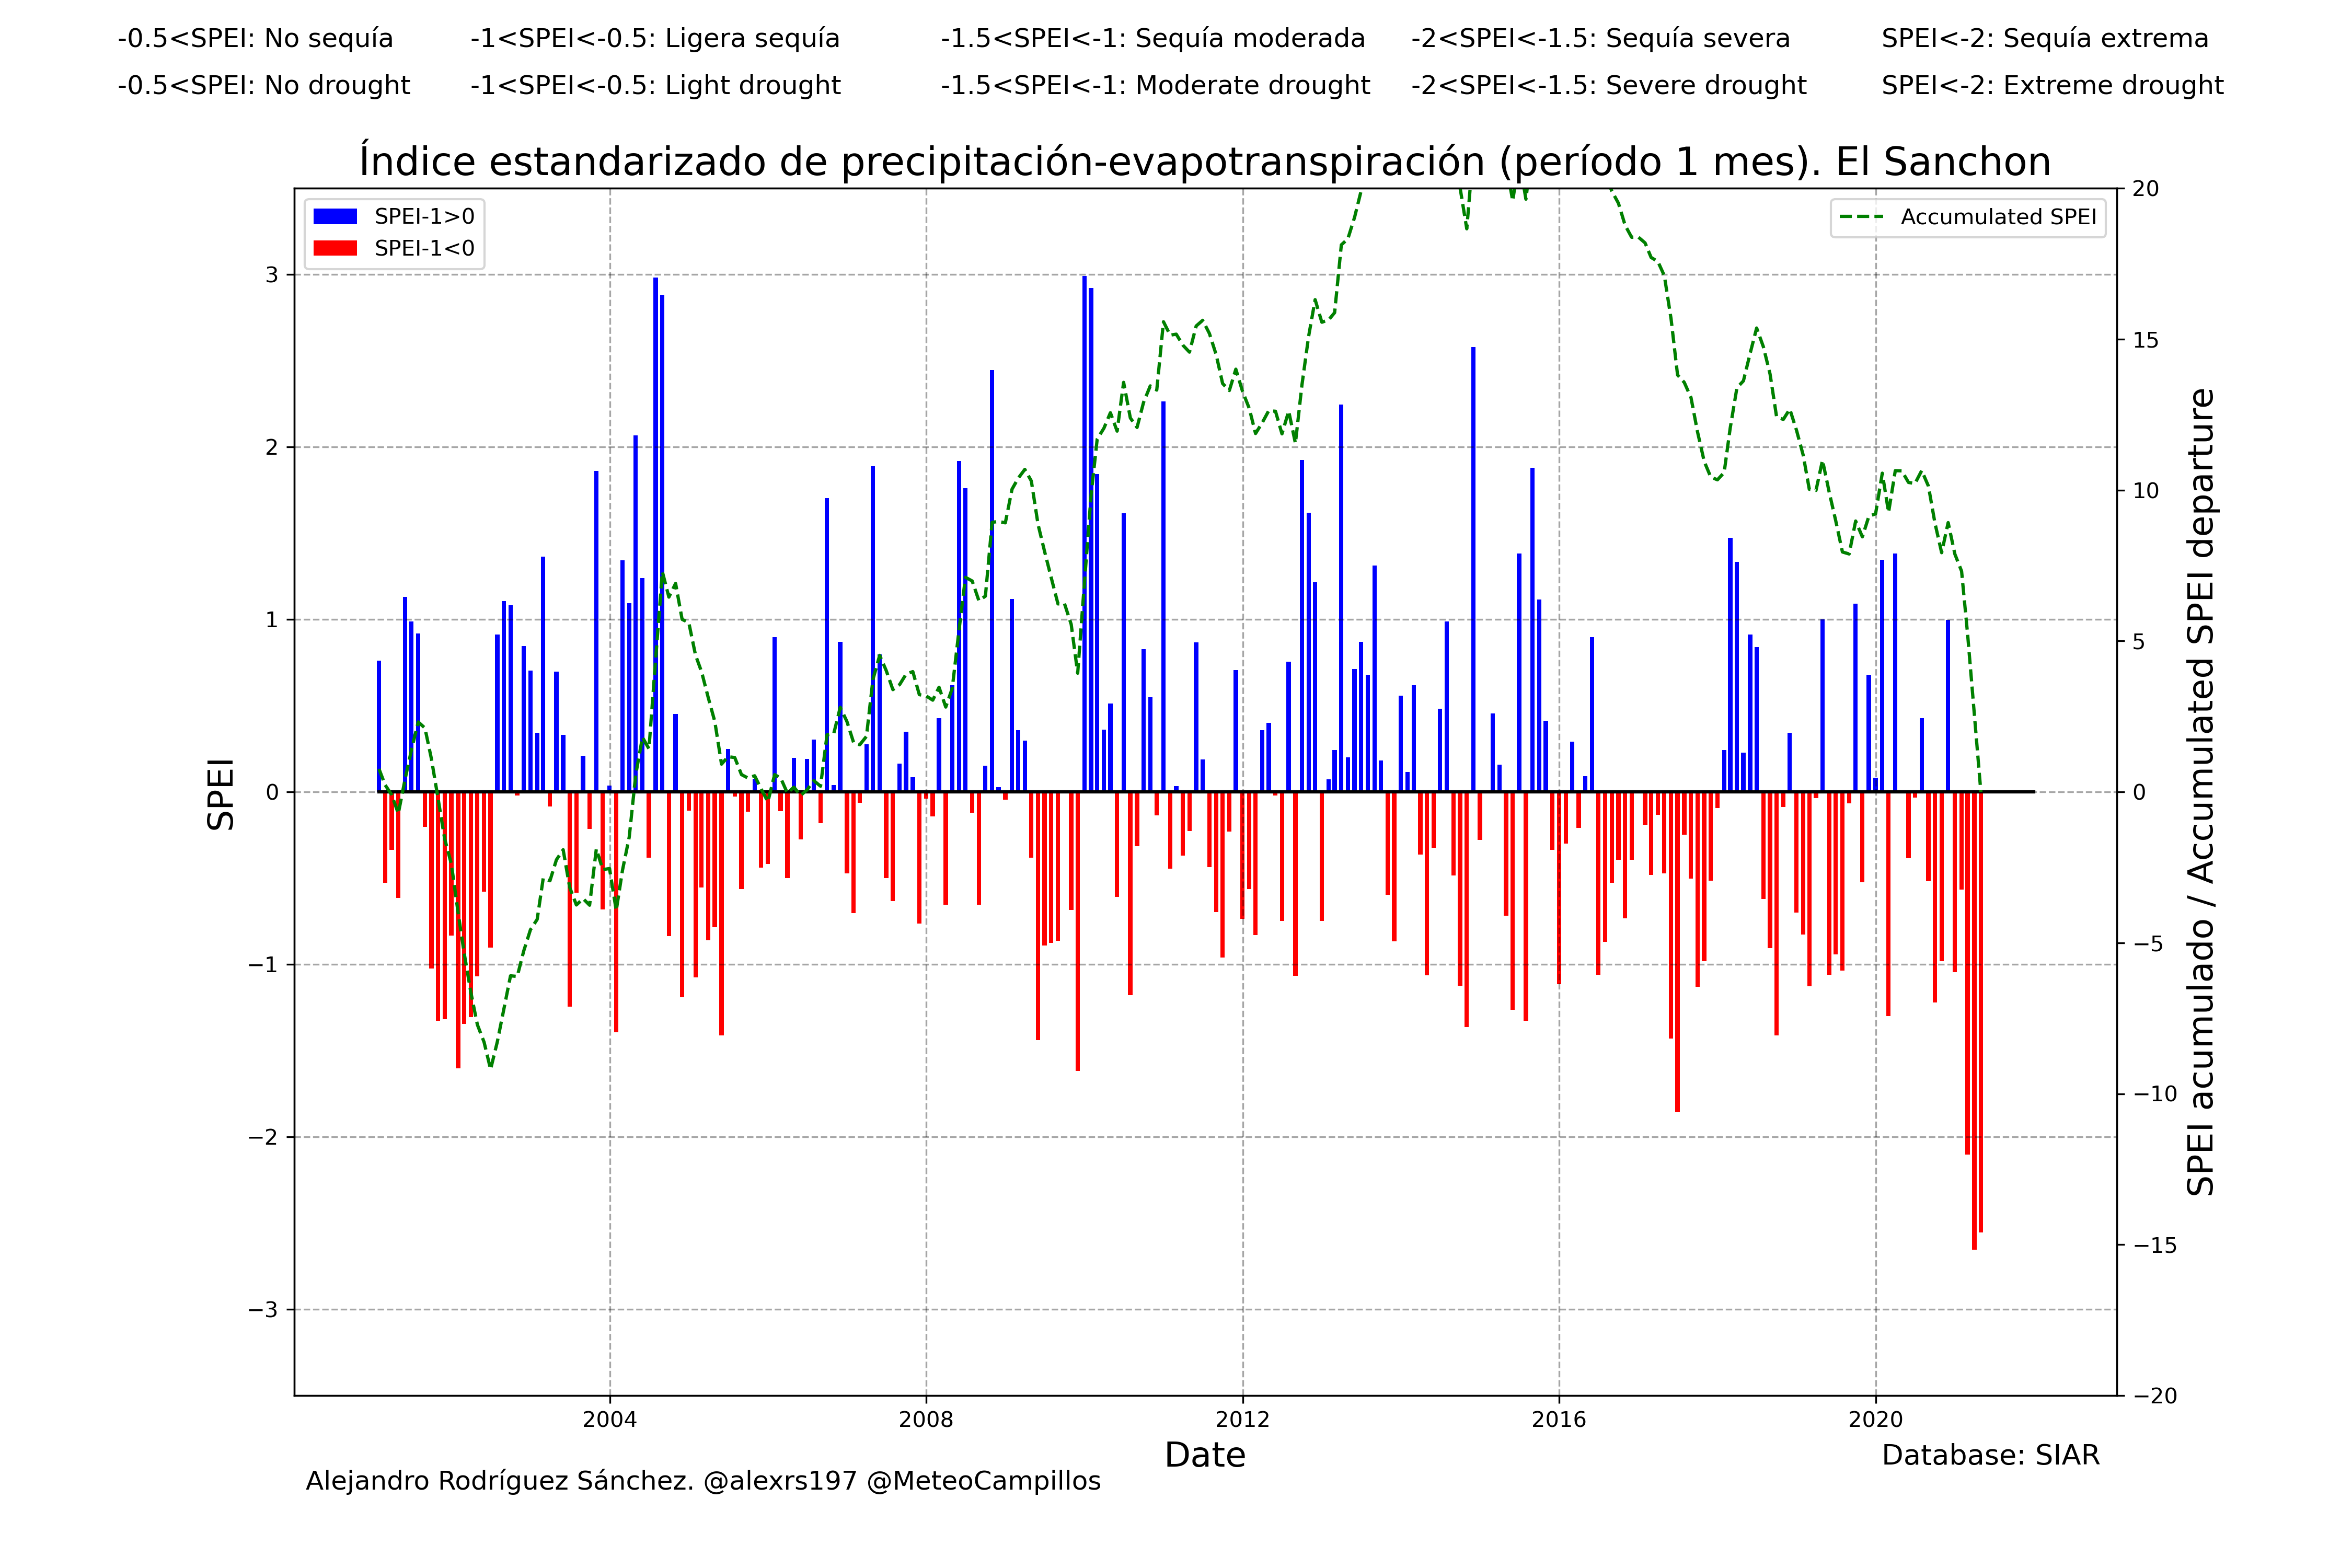 -0.5<SPEI: No sequía -1<SPEI<-0.5: Ligera sequía -1.5<SPEI<-1: Sequía moderada -2<SPEI<-1.5: Sequía severa SPEI<-2: Sequía extrema
-0.5<SPEI: No drought -1<SPEI<-0.5: Light drought -1.5<SPEI<-1: Moderate drought -2<SPEI<-1.5: Severe drought SPEI<-2: Extreme drought
Índice estandarizado de precipitación-evapotranspiración (período 1 mes). El Sanchon
SPEI-1>0
SPEI-1<0
Accumulated SPEI
SPEI
3
2
1
0
−1
−2
−3
20
15
10
5
0
−5
−10
−15
−20
SPEI acumulado / Accumulated SPEI departure
2004 2008 2012 2016 2020
Date
Database: SIAR
Alejandro Rodríguez Sánchez. @alexrs197 @MeteoCampillos